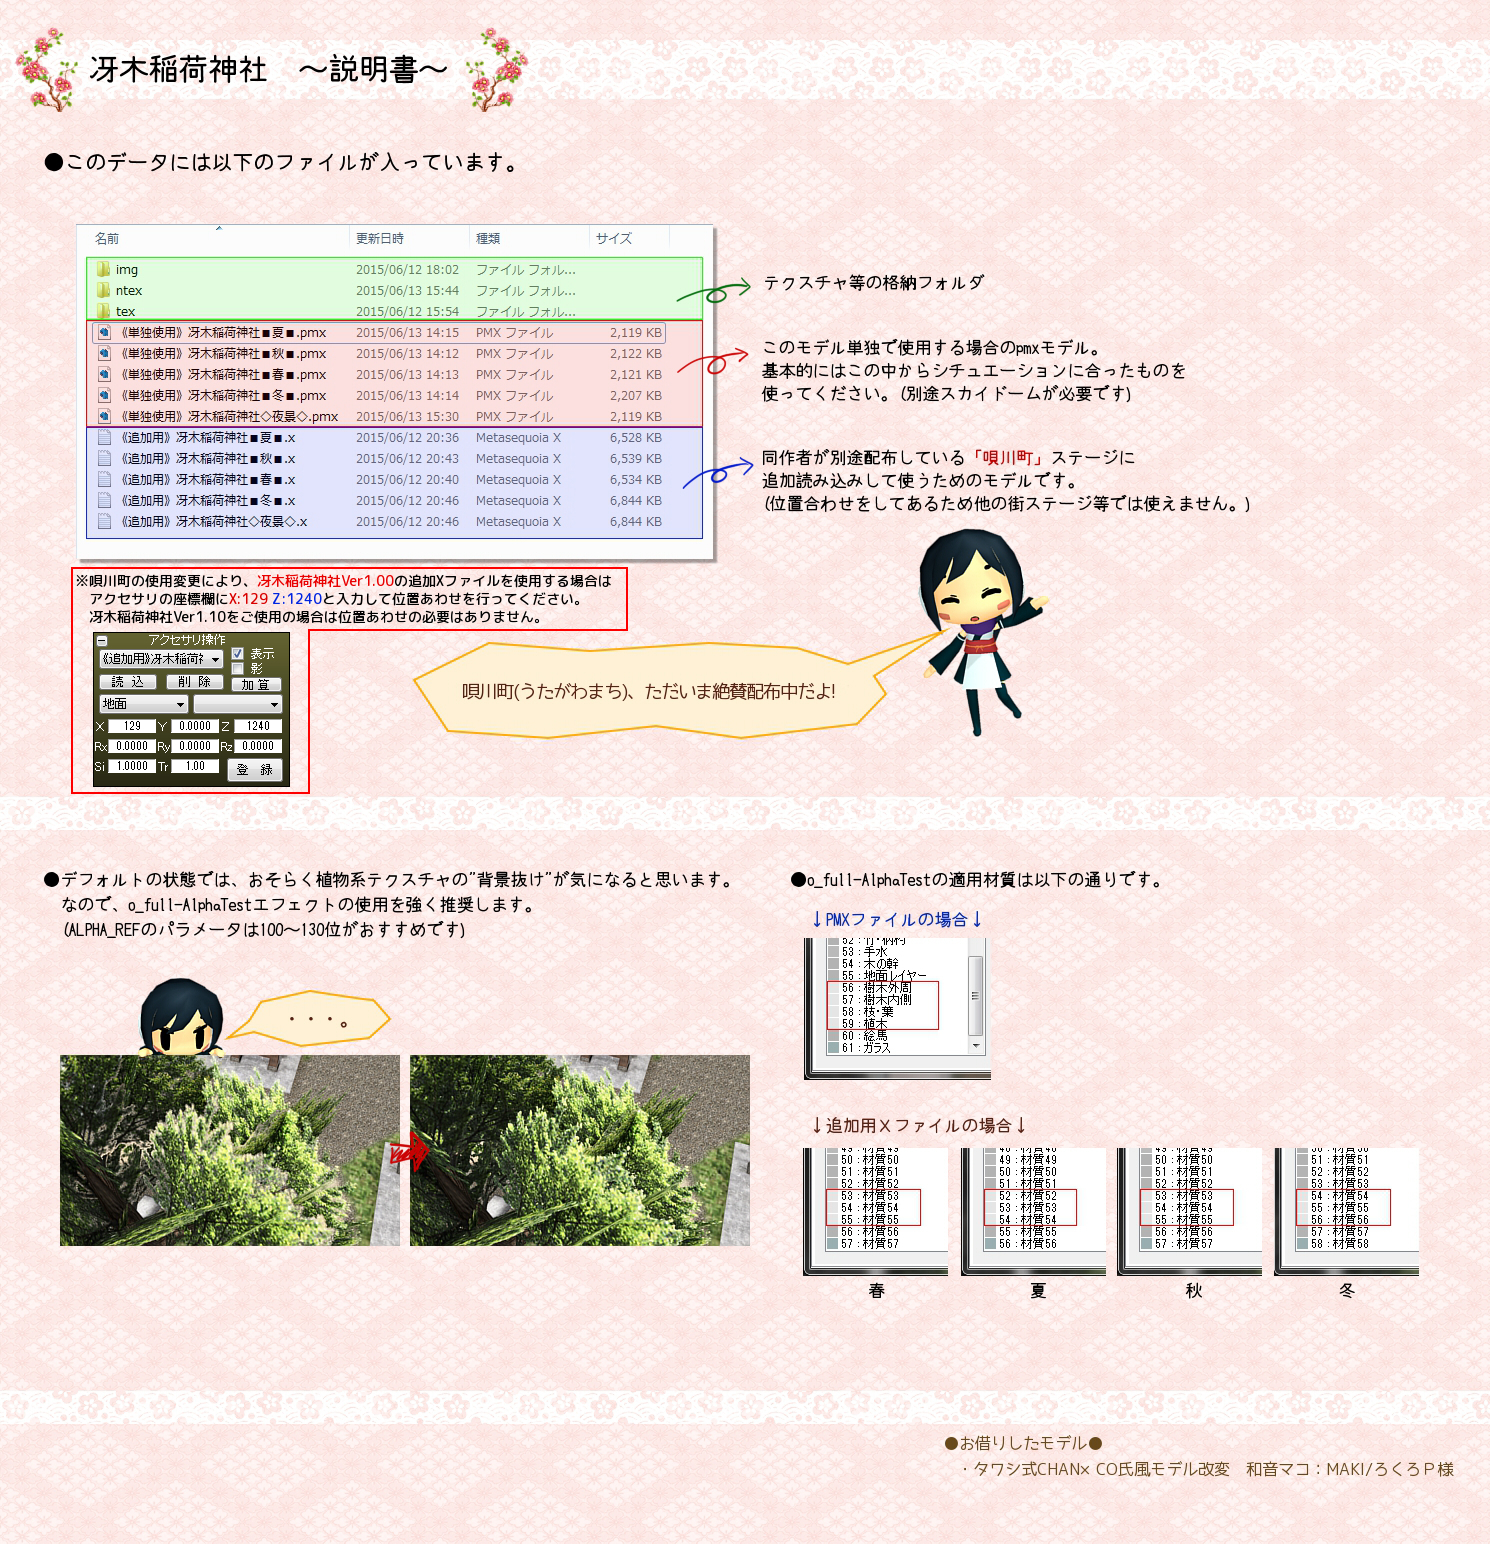 冴木稲荷神社　～説明書～
●このデータには以下のファイルが入っています。
名前 更新日時 種類 サイズ
img 2015/06/12 18:02 ファイル フォル...
ntex 2015/06/13 15:44 ファイル フォル...
tex 2015/06/12 15:54 ファイル フォル...
《単独使用》冴木稲荷神社■夏■.pmx 2015/06/13 14:15 PMX ファイル 2,119 KB
《単独使用》冴木稲荷神社■秋■.pmx 2015/06/13 14:12 PMX ファイル 2,122 KB
《単独使用》冴木稲荷神社■春■.pmx 2015/06/13 14:13 PMX ファイル 2,121 KB
《単独使用》冴木稲荷神社■冬■.pmx 2015/06/13 14:14 PMX ファイル 2,207 KB
《単独使用》冴木稲荷神社◇夜景◇.pmx 2015/06/13 15:30 PMX ファイル 2,119 KB
《追加用》冴木稲荷神社■夏■.x 2015/06/12 20:36 Metasequoia X 6,528 KB
《追加用》冴木稲荷神社■秋■.x 2015/06/12 20:43 Metasequoia X 6,539 KB
《追加用》冴木稲荷神社■春■.x 2015/06/12 20:40 Metasequoia X 6,534 KB
《追加用》冴木稲荷神社■冬■.x 2015/06/12 20:46 Metasequoia X 6,844 KB
《追加用》冴木稲荷神社◇夜景◇.x 2015/06/12 20:46 Metasequoia X 6,844 KB
テクスチャ等の格納フォルダ
このモデル単独で使用する場合のpmxモデル。
基本的にはこの中からシチュエーションに合ったものを
使ってください。(別途スカイドームが必要です)
同作者が別途配布している「唄川町」ステージに
追加読み込みして使うためのモデルです。
(位置合わせをしてあるため他の街ステージ等では使えません。)
※唄川町の使用変更により、冴木稲荷神社Ver1.00の追加Xファイルを使用する場合は
アクセサリの座標欄にX:129 Z:1240と入力して位置あわせを行ってください。
冴木稲荷神社Ver1.10をご使用の場合は位置あわせの必要はありません。
アクセサリ操作
《追加用》冴木稲荷 表示
影
読 込 削 除 加 算
地面
X 129 Y 0.0000 Z 1240
Rx 0.0000 Ry 0.0000 Rz 0.0000
Si 1.0000 Tr 1.00 登 録
唄川町(うたがわまち)、ただいま絶賛配布中だよ!
●デフォルトの状態では、おそらく植物系テクスチャの"背景抜け"が気になると思います。
なので、o_full-AlphaTestエフェクトの使用を強く推奨します。
(ALPHA_REFのパラメータは100～130位がおすすめです)
・・・。
●o_full-AlphaTestの適用材質は以下の通りです。
↓PMXファイルの場合↓
53：手水
54：木の幹
55：地面レイヤー
56：樹木外周
57：樹木内側
58：枝・葉
59：植木
60：絵馬
61：ガラス
↓追加用Ｘファイルの場合↓
49：材質49
50：材質50
51：材質51
52：材質52
53：材質53
54：材質54
55：材質55
56：材質56
57：材質57
春
49：材質49
50：材質50
51：材質51
52：材質52
53：材質53
54：材質54
55：材質55
56：材質56
夏
49：材質49
50：材質50
51：材質51
52：材質52
53：材質53
54：材質54
55：材質55
56：材質56
57：材質57
秋
51：材質51
52：材質52
53：材質53
54：材質54
55：材質55
56：材質56
57：材質57
58：材質58
冬
●お借りしたモデル●
・タワシ式CHAN×CO氏風モデル改変　和音マコ：MAKI/ろくろＰ様